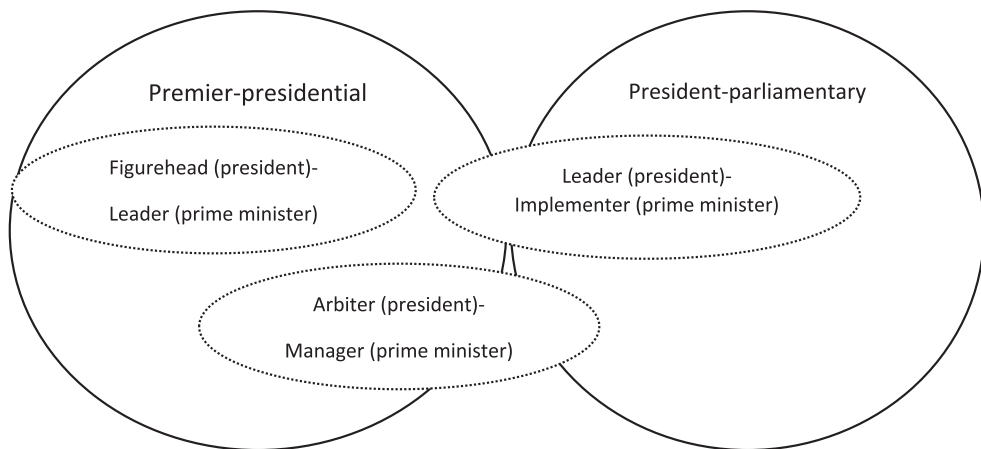 Premier-presidential
President-parliamentary
Figurehead (president)-
Leader (prime minister)
Leader (president)-
Implementer (prime minister)
Arbiter (president)-
Manager (prime minister)